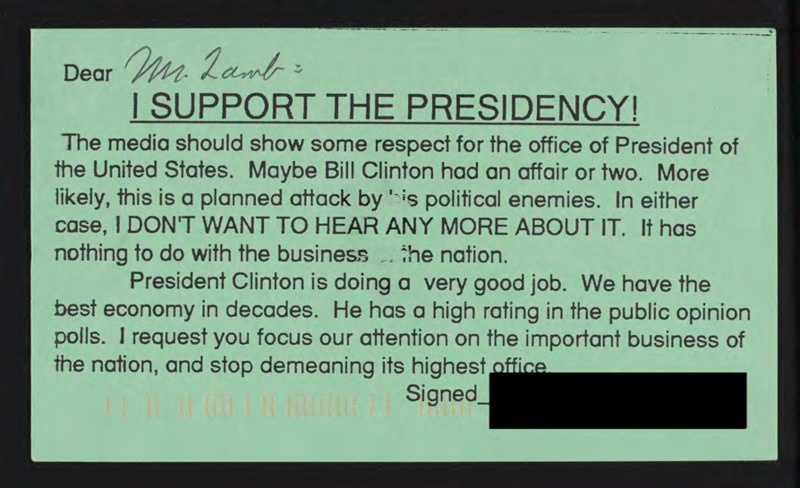 Dear Mr. Lamb:
I SUPPORT THE PRESIDENCY!
The media should show some respect for the office of President of
the United States. Maybe Bill Clinton had an affair or two. More
likely, this is a planned attack by his political enemies. In either
case, I DON'T WANT TO HEAR ANY MORE ABOUT IT. It has
nothing to do with the business the nation.
President Clinton is doing a very good job. We have the
best economy in decades. He has a high rating in the public opinion
polls. I request you focus our attention on the important business of
the nation, and stop demeaning its highest office.
Signed_